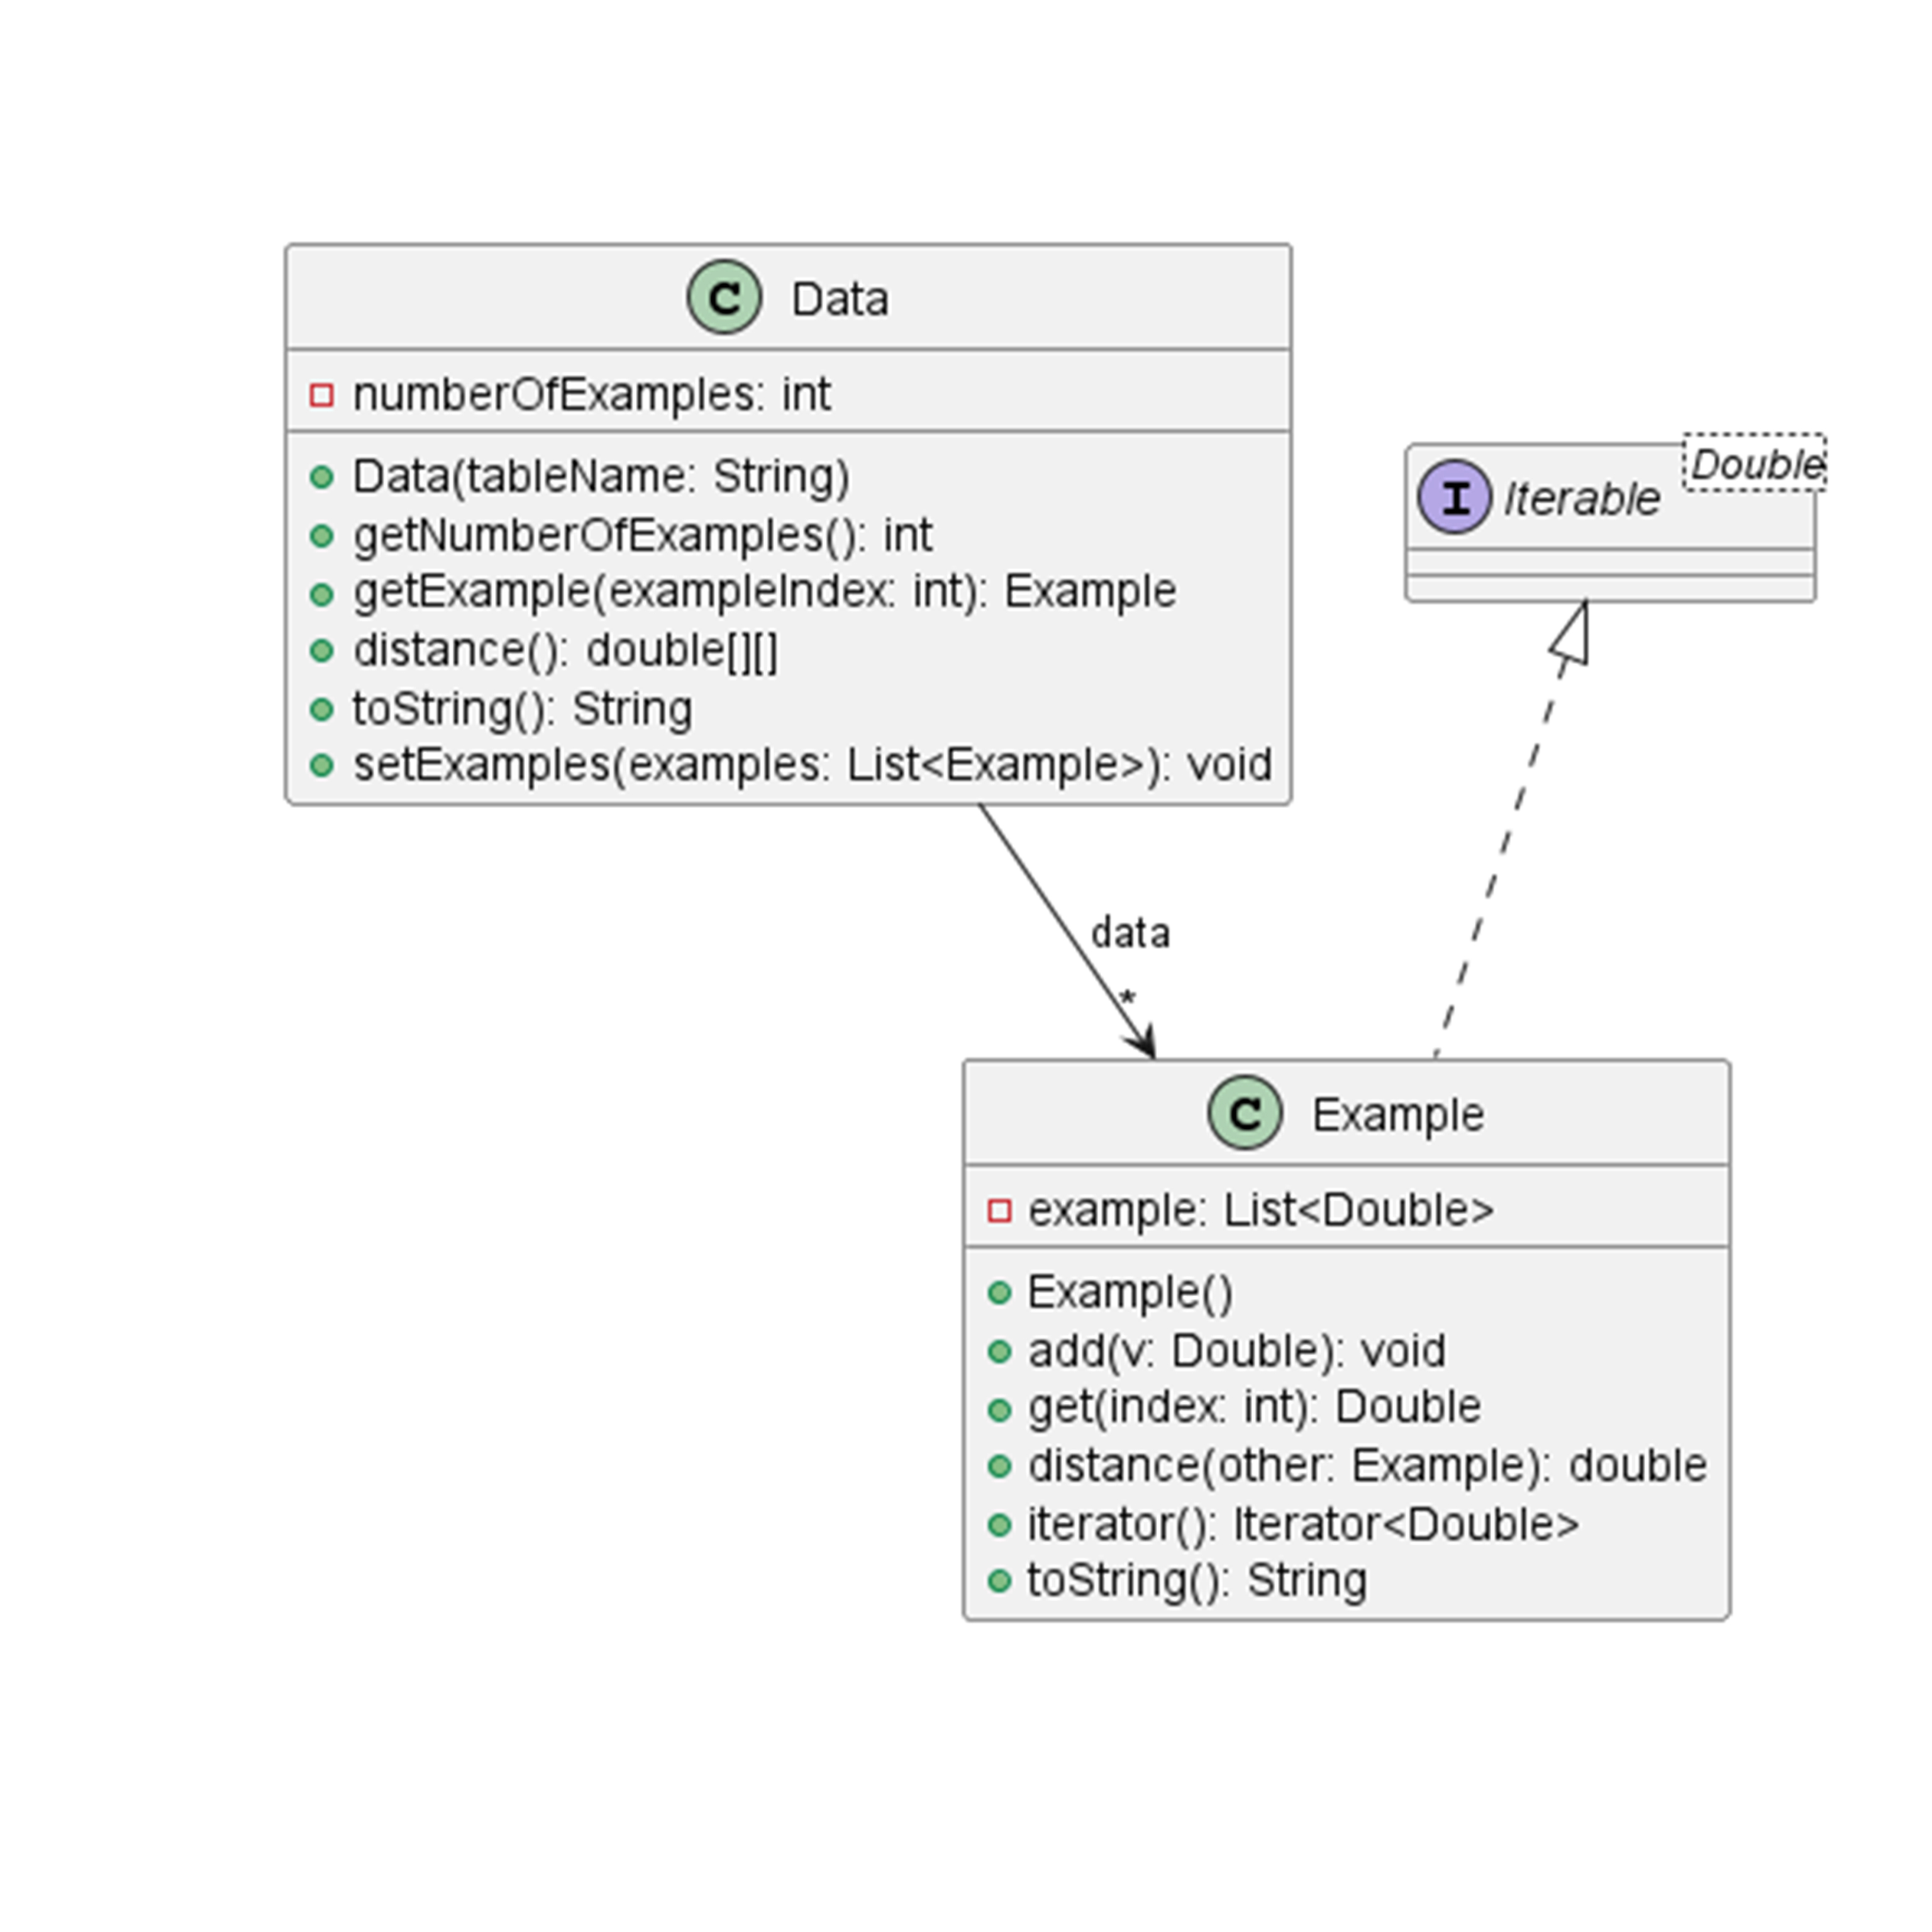 C Data
numberOfExamples: int
Data(tableName: String)
getNumberOfExamples(): int
getExample(exampleIndex: int): Example
distance(): double[][]
toString(): String
setExamples(examples: List<Example>): void
Double
I Iterable
data
*
C Example
example: List<Double>
Example()
add(v: Double): void
get(index: int): Double
distance(other: Example): double
iterator(): Iterator<Double>
toString(): String